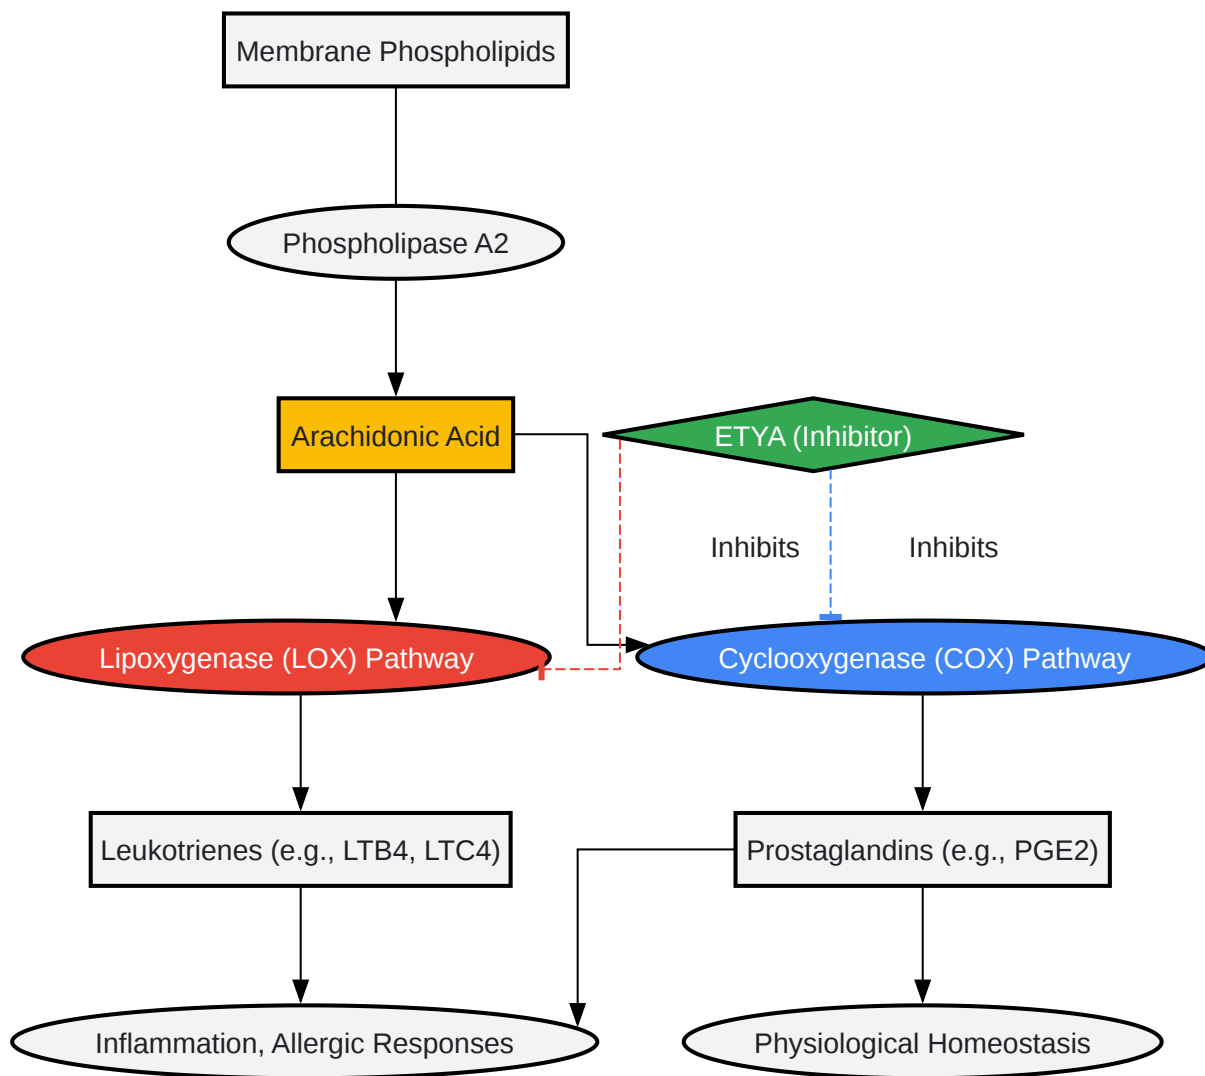 Membrane Phospholipids
Phospholipase A2
Arachidonic Acid
ETYA (Inhibitor)
Inhibits
Inhibits
Lipoxygenase (LOX) Pathway
Cyclooxygenase (COX) Pathway
Leukotrienes (e.g., LTB4, LTC4)
Prostaglandins (e.g., PGE2)
Inflammation, Allergic Responses
Physiological Homeostasis